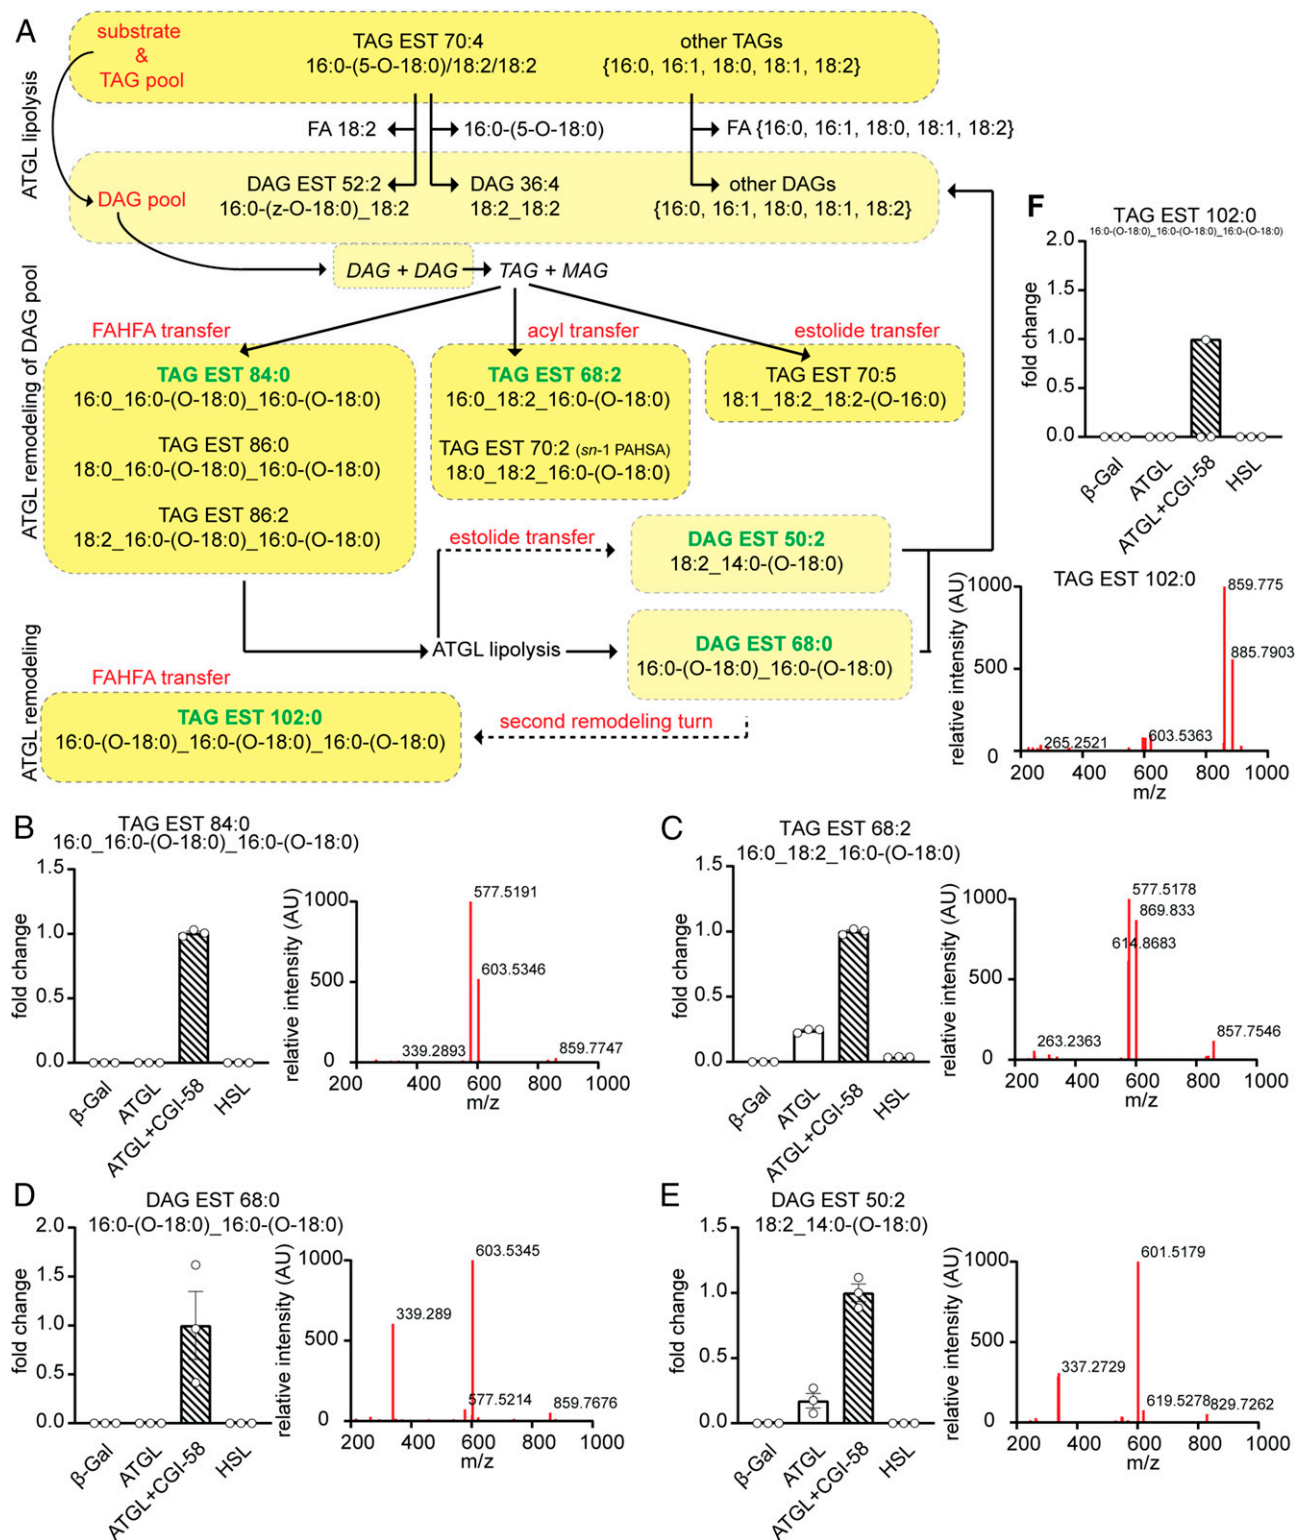 A
substrate
&
TAG pool
TAG EST 70:4
16:0-(5-O-18:0)/18:2/18:2
other TAGs
{16:0, 16:1, 18:0, 18:1, 18:2}
ATGL lipolysis
FA 18:2
16:0-(5-O-18:0)
FA {16:0, 16:1, 18:0, 18:1, 18:2}
DAG pool
DAG EST 52:2
16:0-(z-O-18:0)_18:2
DAG 36:4
18:2_18:2
other DAGs
{16:0, 16:1, 18:0, 18:1, 18:2}
ATGL remodeling of DAG pool
DAG + DAG
TAG + MAG
FAHFA transfer
acyl transfer
estolide transfer
TAG EST 84:0
16:0_16:0-(O-18:0)_16:0-(O-18:0)
TAG EST 86:0
18:0_16:0-(O-18:0)_16:0-(O-18:0)
TAG EST 86:2
18:2_16:0-(O-18:0)_16:0-(O-18:0)
TAG EST 68:2
16:0_18:2_16:0-(O-18:0)
TAG EST 70:2 (sn-1 PAHSA)
18:0_18:2_16:0-(O-18:0)
TAG EST 70:5
18:1_18:2_18:2-(O-16:0)
estolide transfer
DAG EST 50:2
18:2_14:0-(O-18:0)
ATGL lipolysis
DAG EST 68:0
16:0-(O-18:0)_16:0-(O-18:0)
ATGL remodeling
FAHFA transfer
TAG EST 102:0
16:0-(O-18:0)_16:0-(O-18:0)_16:0-(O-18:0)
second remodeling turn
F
TAG EST 102:0
16:0-(O-18:0)_16:0-(O-18:0)_16:0-(O-18:0)
fold change
2.0
1.5
1.0
0.5
0.0
β-Gal
ATGL
ATGL+CGI-58
HSL
TAG EST 102:0
relative intensity (AU)
1000
500
0
859.775
885.7903
265.2521
603.5363
200 400 600 800 1000
m/z
B
TAG EST 84:0
16:0_16:0-(O-18:0)_16:0-(O-18:0)
fold change
1.5
1.0
0.5
0.0
β-Gal
ATGL
ATGL+CGI-58
HSL
relative intensity (AU)
1000
500
0
577.5191
603.5346
339.2893
859.7747
200 400 600 800 1000
m/z
C
TAG EST 68:2
16:0_18:2_16:0-(O-18:0)
fold change
1.5
1.0
0.5
0.0
β-Gal
ATGL
ATGL+CGI-58
HSL
relative intensity (AU)
1000
500
0
577.5178
869.833
614.8683
263.2363
857.7546
200 400 600 800 1000
m/z
D
DAG EST 68:0
16:0-(O-18:0)_16:0-(O-18:0)
fold change
2.0
1.5
1.0
0.5
0.0
β-Gal
ATGL
ATGL+CGI-58
HSL
relative intensity (AU)
1000
500
0
603.5345
339.289
577.5214
859.7676
200 400 600 800 1000
m/z
E
DAG EST 50:2
18:2_14:0-(O-18:0)
fold change
1.5
1.0
0.5
0.0
β-Gal
ATGL
ATGL+CGI-58
HSL
relative intensity (AU)
1000
500
0
601.5179
337.2729
619.5278
829.7262
200 400 600 800 1000
m/z